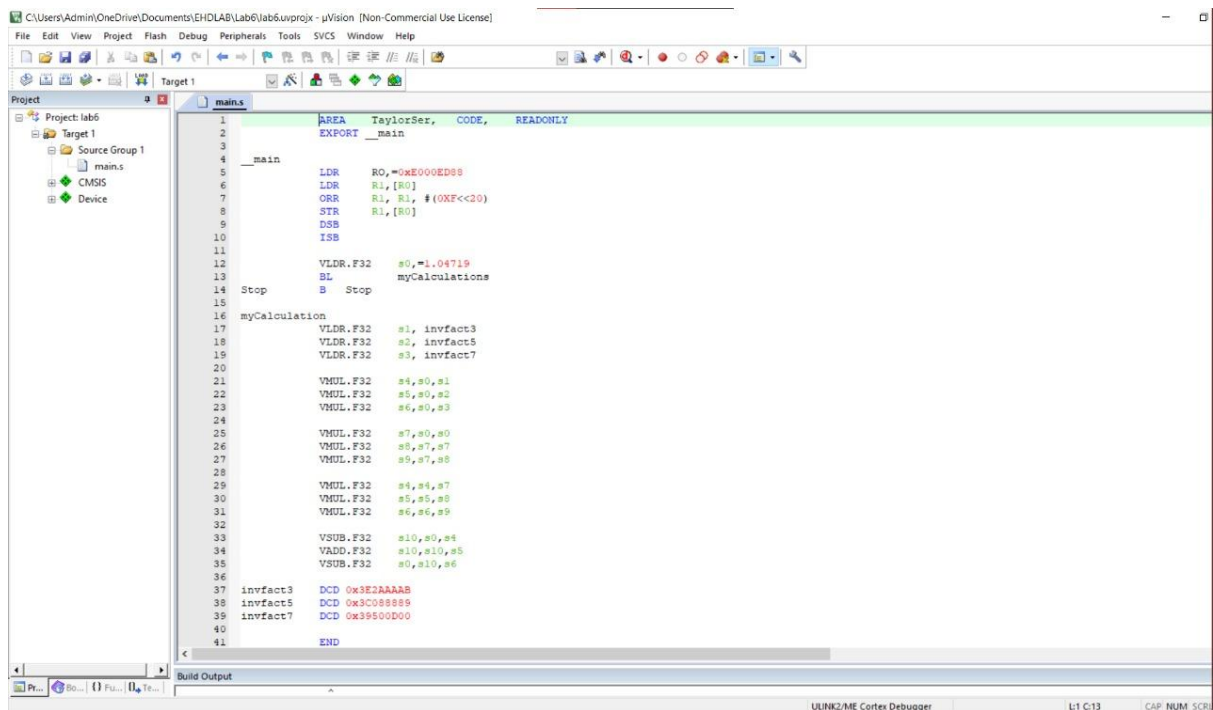 C:\Users\Admin\OneDrive\Documents\EHDLAB\Lab6\lab6.uvprojx - µVision [Non-Commercial Use License]
File Edit View Project Flash Debug Peripherals Tools SVCS Window Help
Target 1
Project
main.s
Project: lab6
Target 1
Source Group 1
main.s
CMSIS
Device
1 AREA TaylorSer, CODE, READONLY
2 EXPORT __main
3
4 __main
5 LDR R0,=0xE000ED88
6 LDR R1,[R0]
7 ORR R1, R1, #(0XF<<20)
8 STR R1,[R0]
9 DSB
10 ISB
11
12 VLDR.F32 s0,=1.04719
13 BL myCalculations
14 Stop B Stop
15
16 myCalculation
17 VLDR.F32 s1, invfact3
18 VLDR.F32 s2, invfact5
19 VLDR.F32 s3, invfact7
20
21 VMUL.F32 s4,s0,s1
22 VMUL.F32 s5,s0,s2
23 VMUL.F32 s6,s0,s3
24
25 VMUL.F32 s7,s0,s0
26 VMUL.F32 s8,s7,s7
27 VMUL.F32 s9,s7,s8
28
29 VMUL.F32 s4,s4,s7
30 VMUL.F32 s5,s5,s8
31 VMUL.F32 s6,s6,s9
32
33 VSUB.F32 s10,s0,s4
34 VADD.F32 s10,s10,s5
35 VSUB.F32 s0,s10,s6
36
37 invfact3 DCD 0x3E2AAAAB
38 invfact5 DCD 0x3C088889
39 invfact7 DCD 0x39500D00
40
41 END
Build Output
Pr... Bo... {} Fu... Te...
ULINK2/ME Cortex Debugger L:1 C:13 CAP NUM SCRL